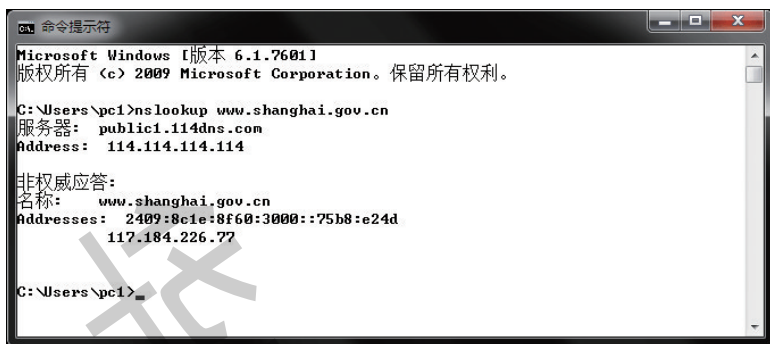 命令提示符
Microsoft Windows [版本 6.1.7601]
版权所有 (c) 2009 Microsoft Corporation。保留所有权利。
C:\Users\pc1>nslookup www.shanghai.gov.cn
服务器:  public1.114dns.com
Address:  114.114.114.114
非权威应答:
名称:    www.shanghai.gov.cn
Addresses:  2409:8c1e:8f60:3000::75b8:e24d
          117.184.226.77
C:\Users\pc1>